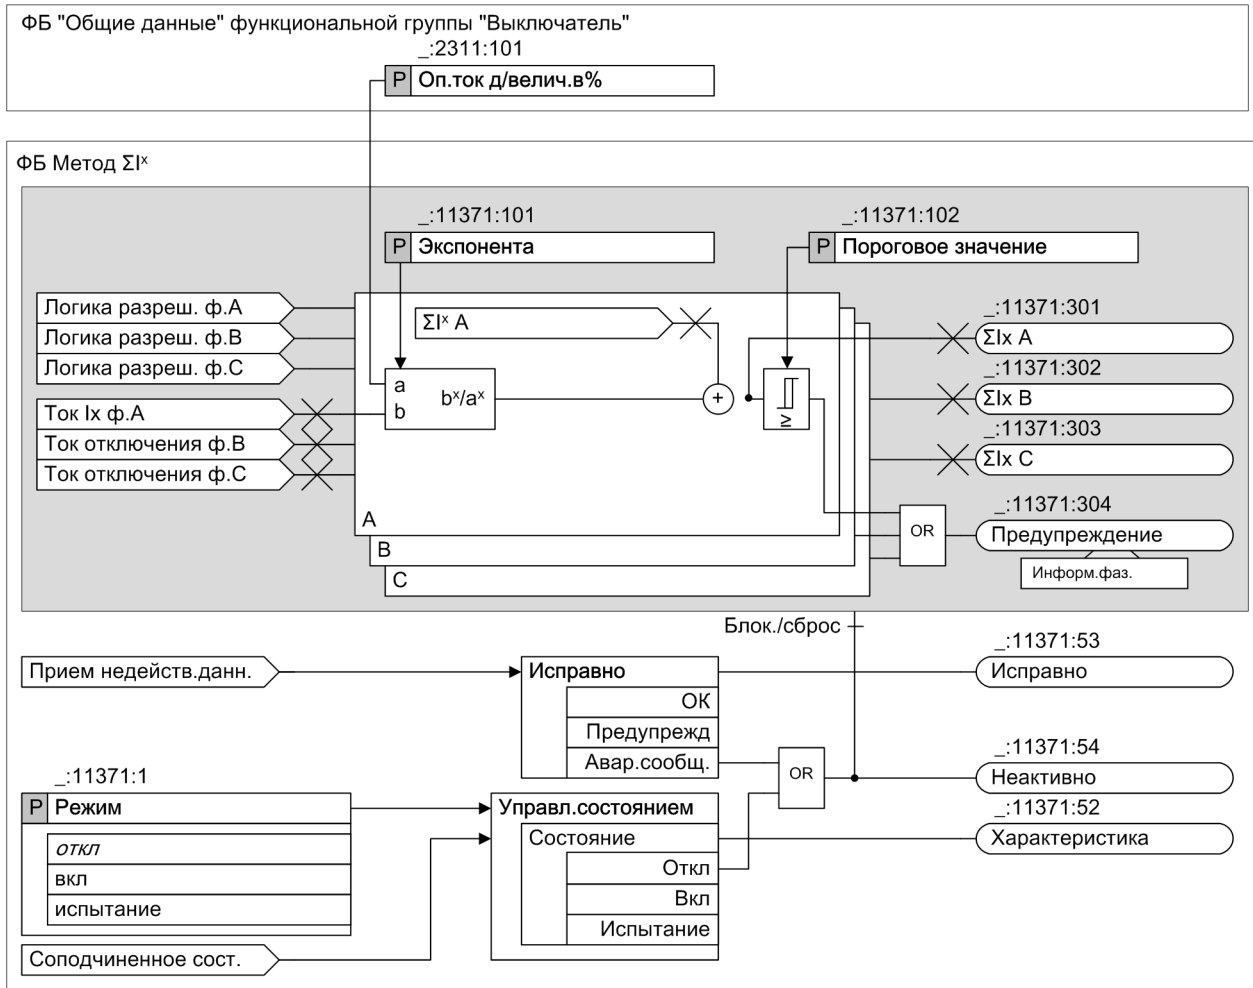 ФБ "Общие данные" функциональной группы "Выключатель"
_:2311:101
P Оп.ток д/велич.в%
ФБ Метод ΣIˣ
_:11371:101
P Экспонента
_:11371:102
P Пороговое значение
Логика разреш. ф.А
Логика разреш. ф.В
Логика разреш. ф.С
Ток Ix ф.А
Ток отключения ф.В
Ток отключения ф.С
ΣIˣ A
a
b
bˣ/aˣ
+
≥
A
B
C
_:11371:301
ΣIx A
_:11371:302
ΣIx B
_:11371:303
ΣIx C
OR
_:11371:304
Предупреждение
Информ.фаз.
Блок./сброс
Прием недейств.данн.
Исправно
ОК
Предупрежд
Авар.сообщ.
_:11371:53
Исправно
OR
_:11371:54
Неактивно
_:11371:1
P Режим
откл
вкл
испытание
Соподчиненное сост.
Управл.состоянием
Состояние
Откл
Вкл
Испытание
_:11371:52
Характеристика